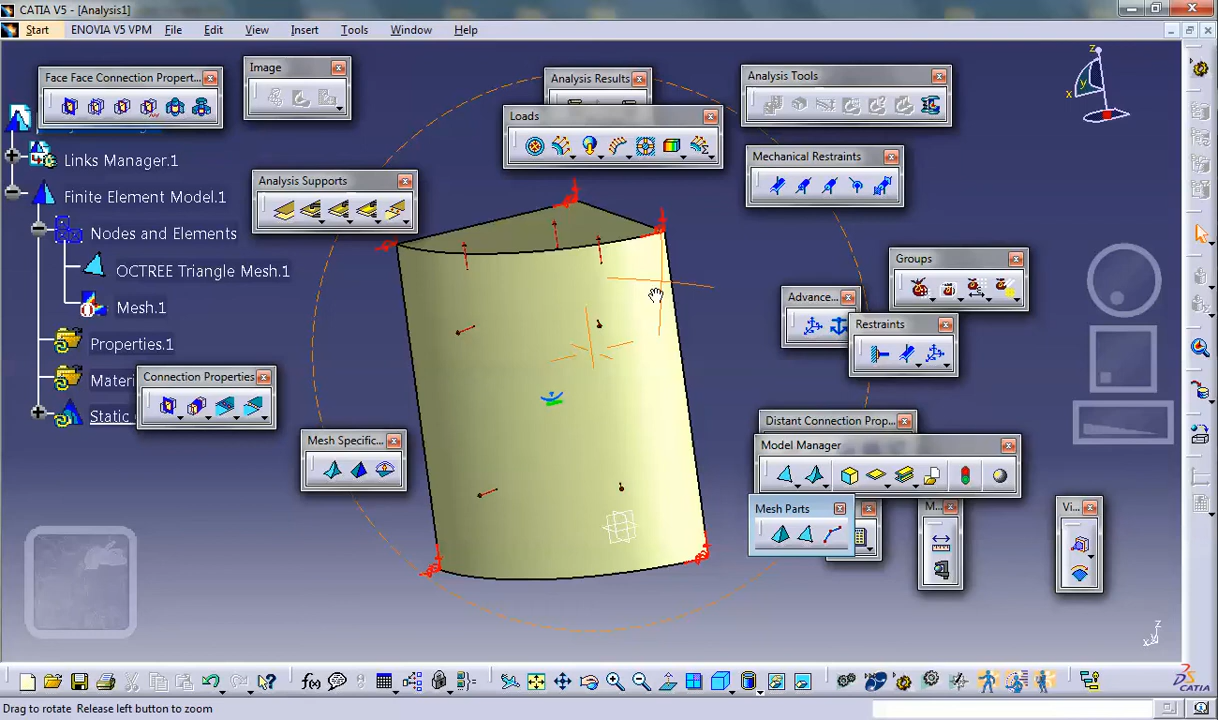 CATIA V5 - [Analysis1]
Start ENOVIA V5 VPM File Edit View Insert Tools Window Help
Face Face Connection Propert...
Image
Analysis Results
Analysis Tools
Loads
z
x
y
Links Manager.1
Mechanical Restraints
Analysis Supports
Finite Element Model.1
Nodes and Elements
Groups
OCTREE Triangle Mesh.1
Advance...
Mesh.1
Restraints
Properties.1
Materi
Connection Properties
Static
Distant Connection Prop...
Mesh Specific...
Model Manager
Mesh Parts
M...
Vi...
z
x y
CATIA
Drag to rotate Release left button to zoom